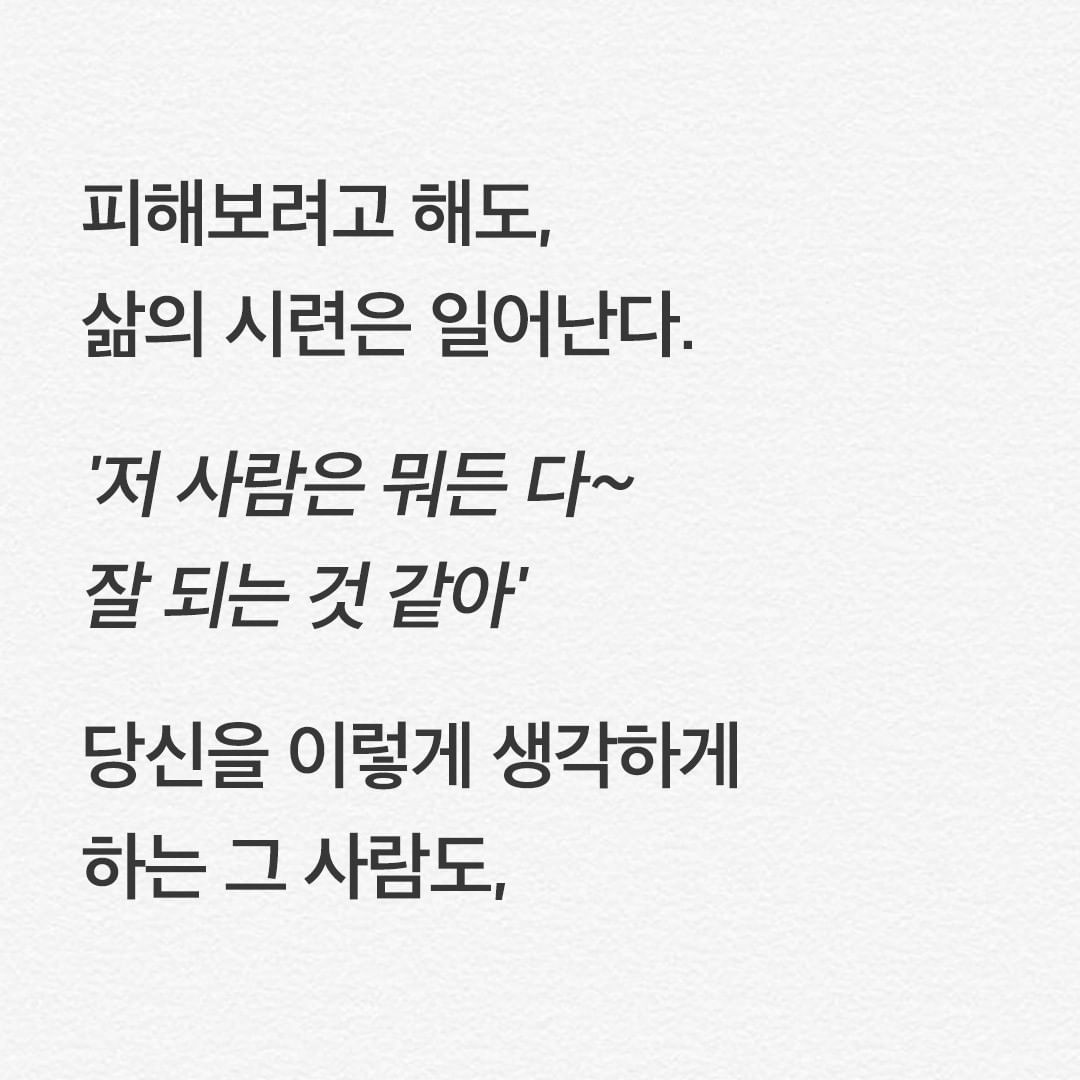 피해보려고 해도,
삶의 시련은 일어난다.
'저 사람은 뭐든 다~
잘 되는 것 같아'
당신을 이렇게 생각하게
하는 그 사람도,